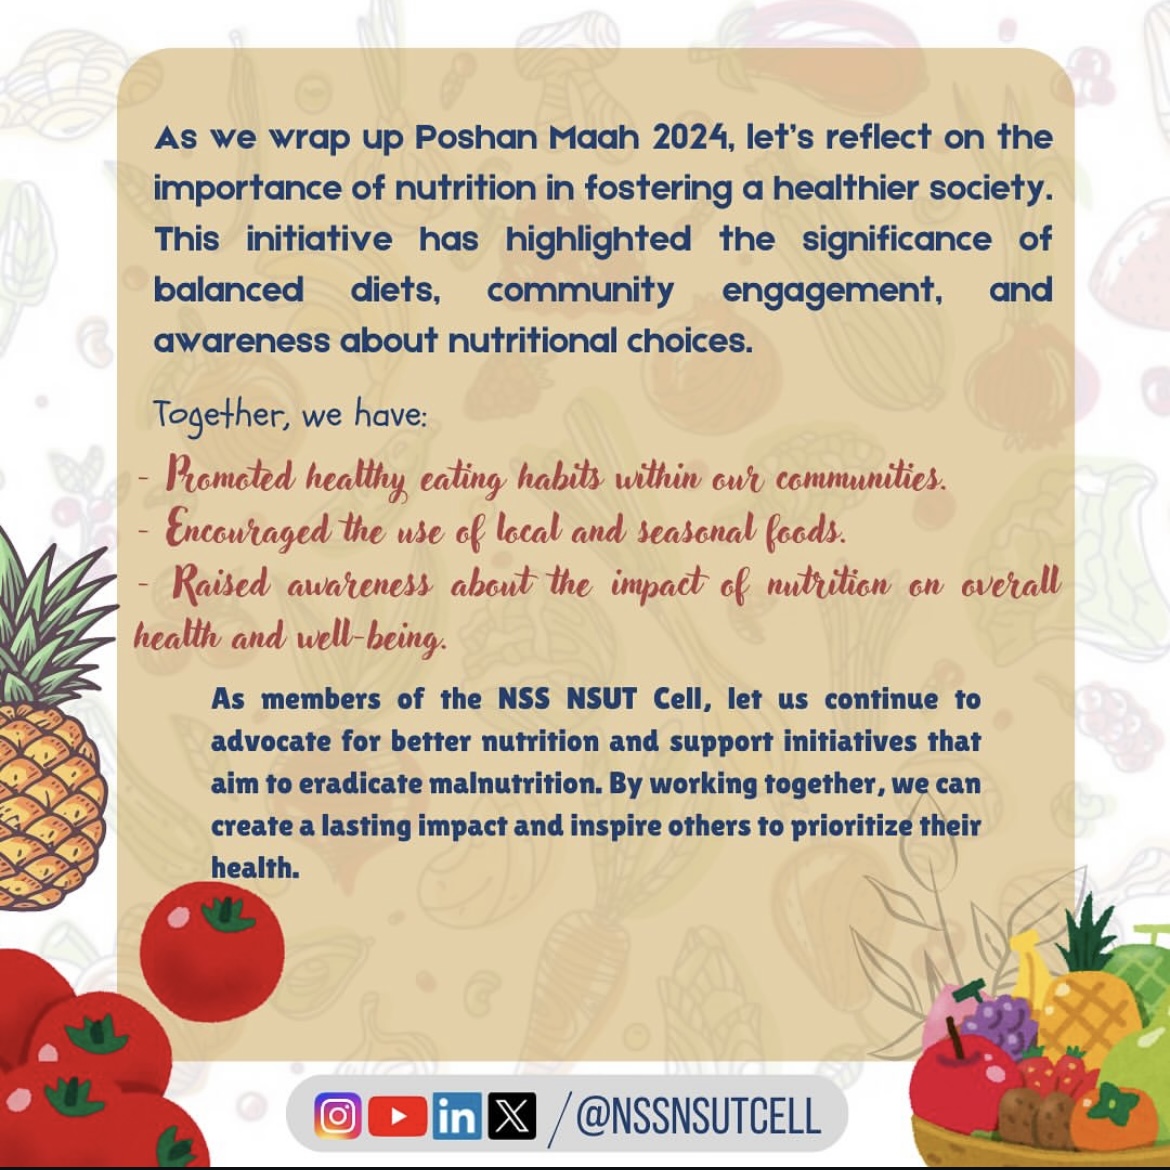 As we wrap up Poshan Maah 2024, let's reflect on the
importance of nutrition in fostering a healthier society.
This initiative has highlighted the significance of
balanced diets, community engagement, and
awareness about nutritional choices.
Together, we have:
- Promoted healthy eating habits within our communities.
- Encouraged the use of local and seasonal foods.
- Raised awareness about the impact of nutrition on overall
health and well-being.
As members of the NSS NSUT Cell, let us continue to
advocate for better nutrition and support initiatives that
aim to eradicate malnutrition. By working together, we can
create a lasting impact and inspire others to prioritize their
health.
in X /@NSSNSUTCELL